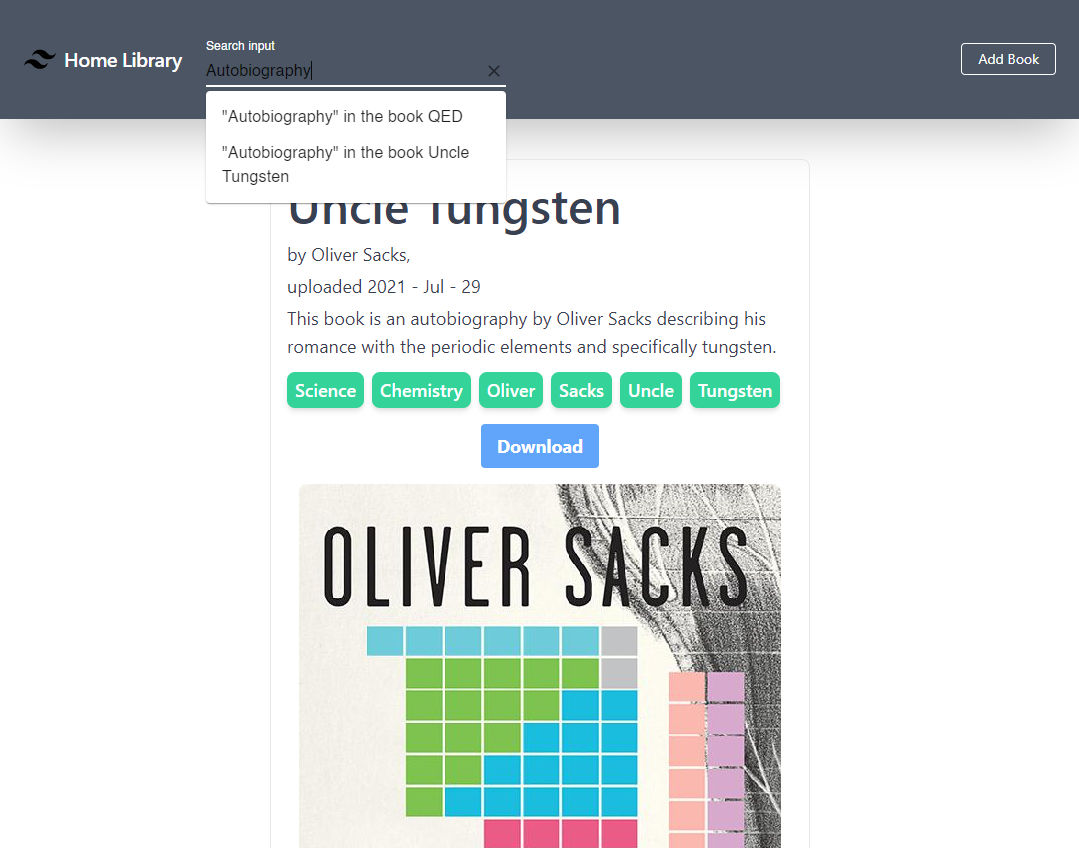 Home Library
Search input
Autobiography
Add Book
"Autobiography" in the book QED
"Autobiography" in the book Uncle
Tungsten
Uncle Tungsten
by Oliver Sacks,
uploaded 2021 - Jul - 29
This book is an autobiography by Oliver Sacks describing his
romance with the periodic elements and specifically tungsten.
Science Chemistry Oliver Sacks Uncle Tungsten
Download
OLIVER SACKS